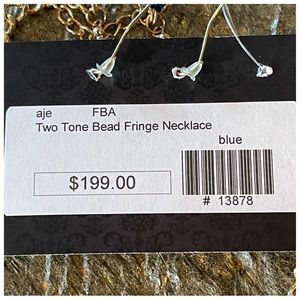 aje FBA
Two Tone Bead Fringe Necklace
blue
$199.00
# 13878